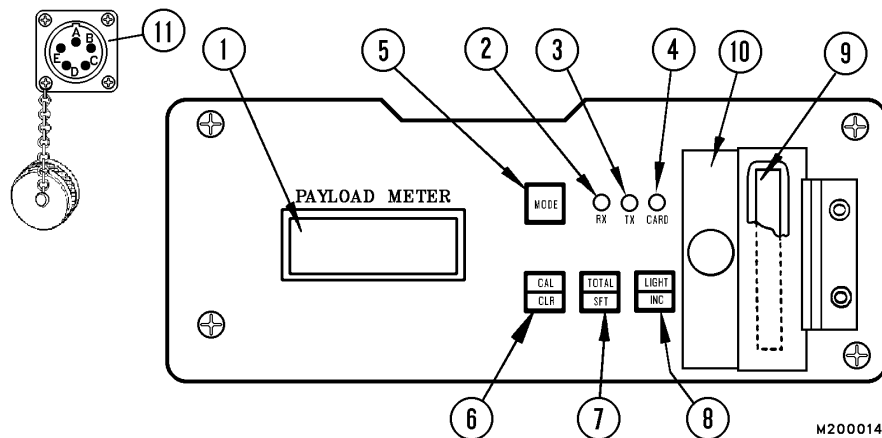 11
A
B
E
C
D
1
5
2
3
4
10
9
PAYLOAD METER
MODE
RX
TX
CARD
CAL
CLR
TOTAL
SFT
LIGHT
INC
6
7
8
M200014